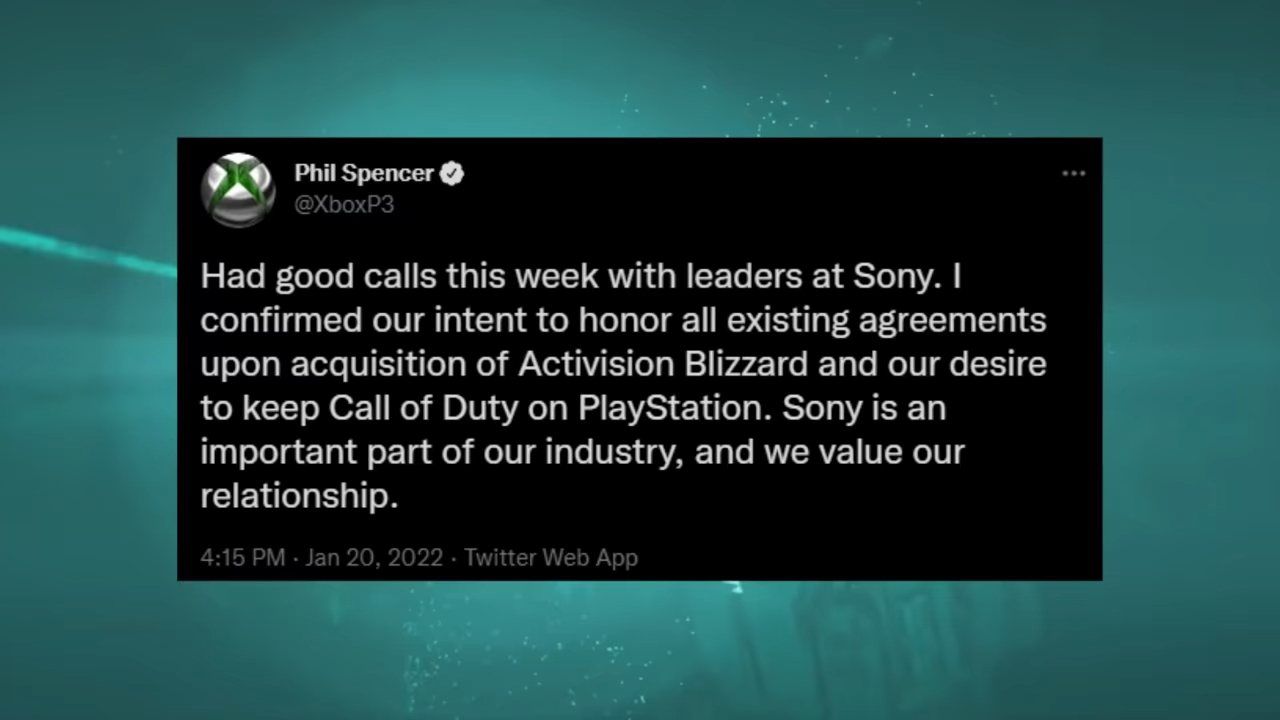 Phil Spencer
@XboxP3
Had good calls this week with leaders at Sony. I
confirmed our intent to honor all existing agreements
upon acquisition of Activision Blizzard and our desire
to keep Call of Duty on PlayStation. Sony is an
important part of our industry, and we value our
relationship.
4:15 PM · Jan 20, 2022 · Twitter Web App